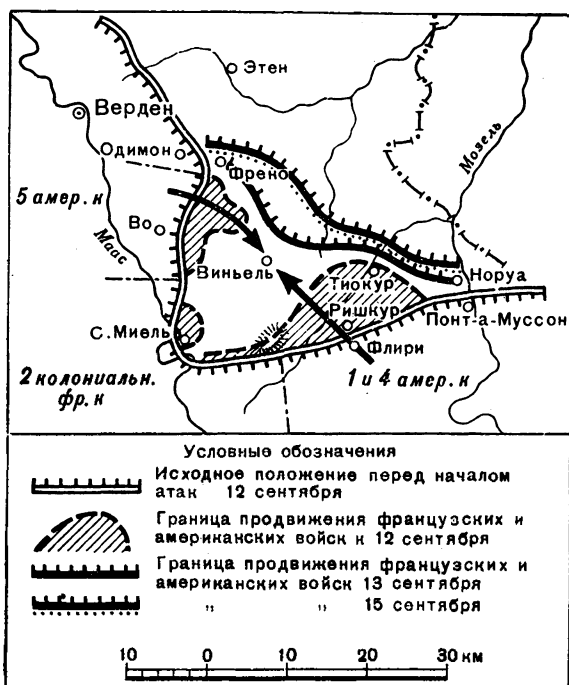 Этен
Верден
Одимон
Мозель
Френо
5 амер. к
Во
Маас
Виньель
Норуа
Тиокур
Ришкур
Понт-а-Муссон
С. Миель
Флири
2 колониальн.
фр. к
1 и 4 амер. к
Условные обозначения
Исходное положение перед началом
атак 12 сентября
Граница продвижения французских и
американских войск к 12 сентября
Граница продвижения французских и
американских войск 13 сентября
" " 15 сентября
10 0 10 20 30 км